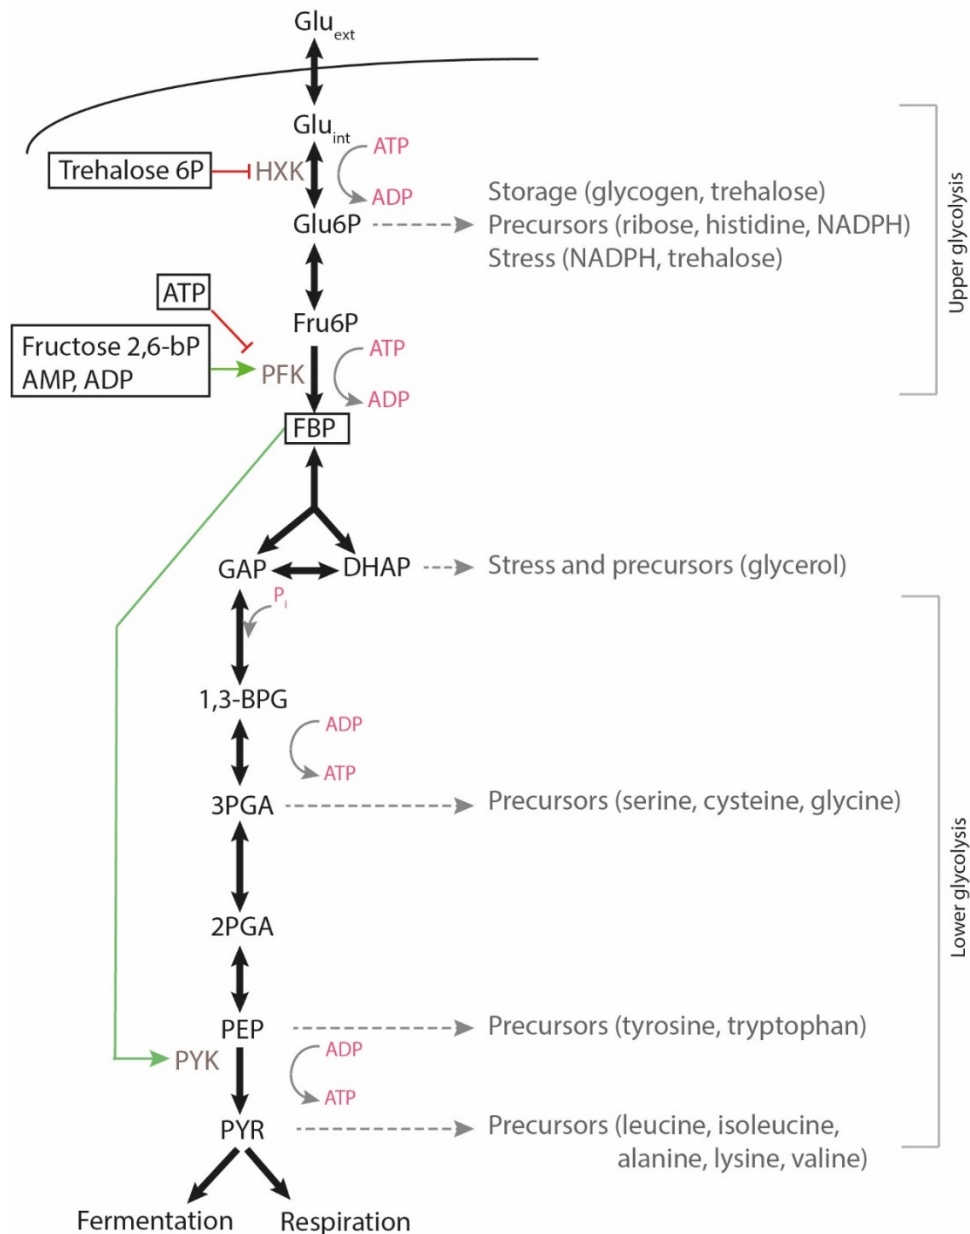 Glu ext
Glu int
ATP
Trehalose 6P
HXK
ADP
Storage (glycogen, trehalose)
Glu6P
Precursors (ribose, histidine, NADPH)
Stress (NADPH, trehalose)
Upper glycolysis
ATP
Fru6P
Fructose 2,6-bP
AMP, ADP
ATP
PFK
ADP
FBP
GAP
DHAP
Stress and precursors (glycerol)
Pi
1,3-BPG
ADP
ATP
3PGA
Precursors (serine, cysteine, glycine)
Lower glycolysis
2PGA
PEP
Precursors (tyrosine, tryptophan)
ADP
PYK
ATP
PYR
Precursors (leucine, isoleucine,
alanine, lysine, valine)
Fermentation
Respiration